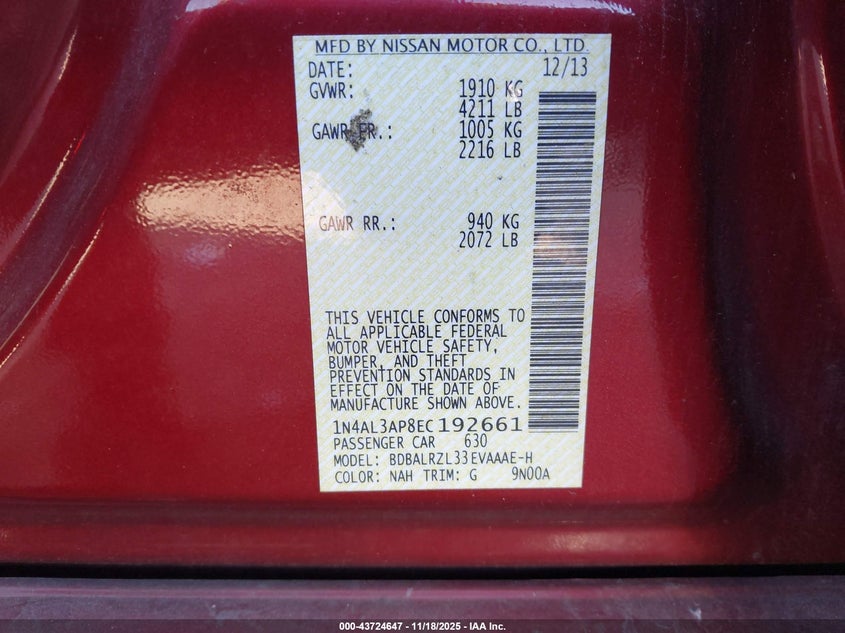 MFD BY NISSAN MOTOR CO., LTD.
DATE: 12/13
GVWR: 1910 KG
4211 LB
GAWR FR.: 1005 KG
2216 LB
GAWR RR.: 940 KG
2072 LB
THIS VEHICLE CONFORMS TO
ALL APPLICABLE FEDERAL
MOTOR VEHICLE SAFETY,
BUMPER, AND THEFT
PREVENTION STANDARDS IN
EFFECT ON THE DATE OF
MANUFACTURE SHOWN ABOVE.
1N4AL3AP8EC192661
PASSENGER CAR 630
MODEL: BDBALRZL33EVAAAE-H
COLOR: NAH TRIM: G 9N00A
000-43724647 - 11/18/2025 - IAA Inc.